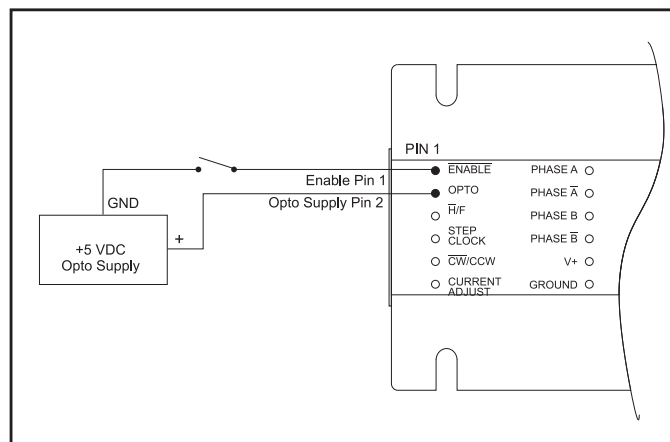 PIN 1
ENABLE
PHASE A
Enable Pin 1
GND
Opto Supply Pin 2
OPTO
PHASE A̅
H̅/F
PHASE B
STEP
CLOCK
PHASE B̅
+
+5 VDC
Opto Supply
C̅W̅/CCW
V+
CURRENT
ADJUST
GROUND